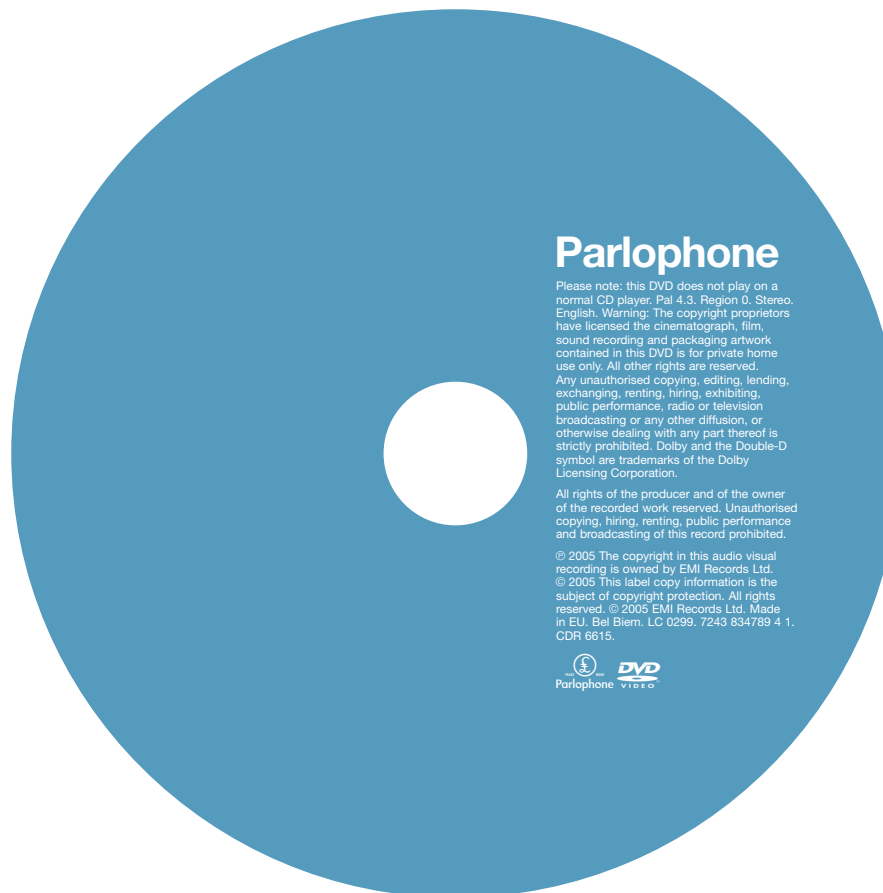 Parlophone
Please note: this DVD does not play on a
normal CD player. Pal 4.3. Region 0. Stereo.
English. Warning: The copyright proprietors
have licensed the cinematograph, film,
sound recording and packaging artwork
contained in this DVD is for private home
use only. All other rights are reserved.
Any unauthorised copying, editing, lending,
exchanging, renting, hiring, exhibiting,
public performance, radio or television
broadcasting or any other diffusion, or
otherwise dealing with any part thereof is
strictly prohibited. Dolby and the Double-D
symbol are trademarks of the Dolby
Licensing Corporation.
All rights of the producer and of the owner
of the recorded work reserved. Unauthorised
copying, hiring, renting, public performance
and broadcasting of this record prohibited.
℗ 2005 The copyright in this audio visual
recording is owned by EMI Records Ltd.
© 2005 This label copy information is the
subject of copyright protection. All rights
reserved. © 2005 EMI Records Ltd. Made
in EU. Bel Biem. LC 0299. 7243 834789 4 1.
CDR 6615.
TRADE £ MARK
Parlophone
DVD
VIDEO